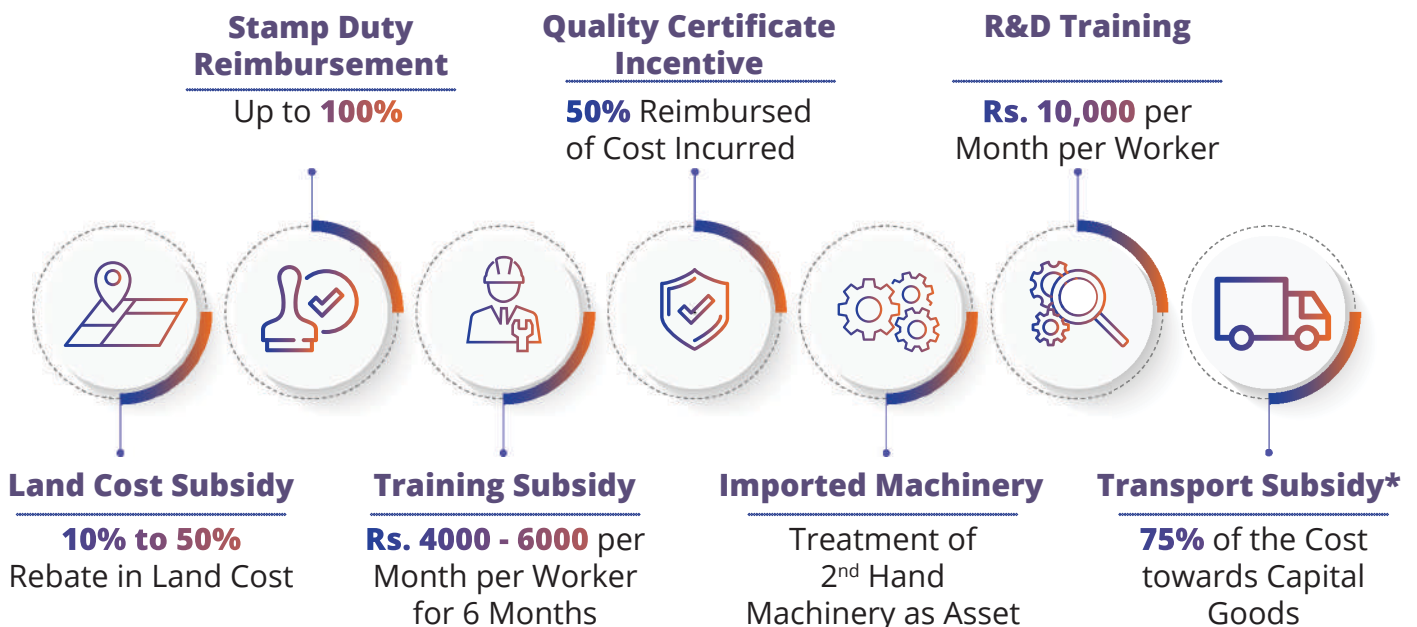 Stamp Duty
Reimbursement
Up to 100%
Quality Certificate
Incentive
50% Reimbursed
of Cost Incurred
R&D Training
Rs. 10,000 per
Month per Worker
Land Cost Subsidy
10% to 50%
Rebate in Land Cost
Training Subsidy
Rs. 4000 - 6000 per
Month per Worker
for 6 Months
Imported Machinery
Treatment of
2nd Hand
Machinery as Asset
Transport Subsidy*
75% of the Cost
towards Capital
Goods